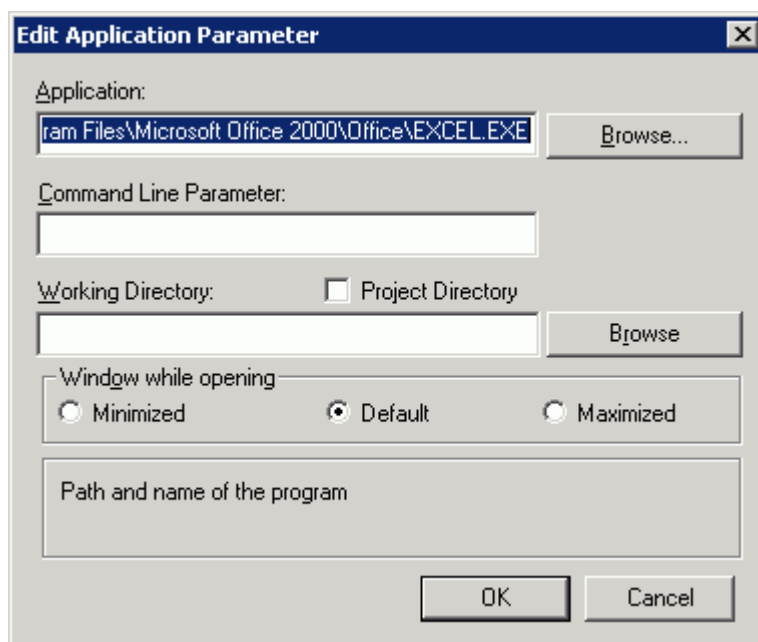 Edit Application Parameter
Application:
ram Files\Microsoft Office 2000\Office\EXCEL.EXE
Browse...
Command Line Parameter:
Working Directory:
Project Directory
Browse
Window while opening
Minimized
Default
Maximized
Path and name of the program
OK
Cancel